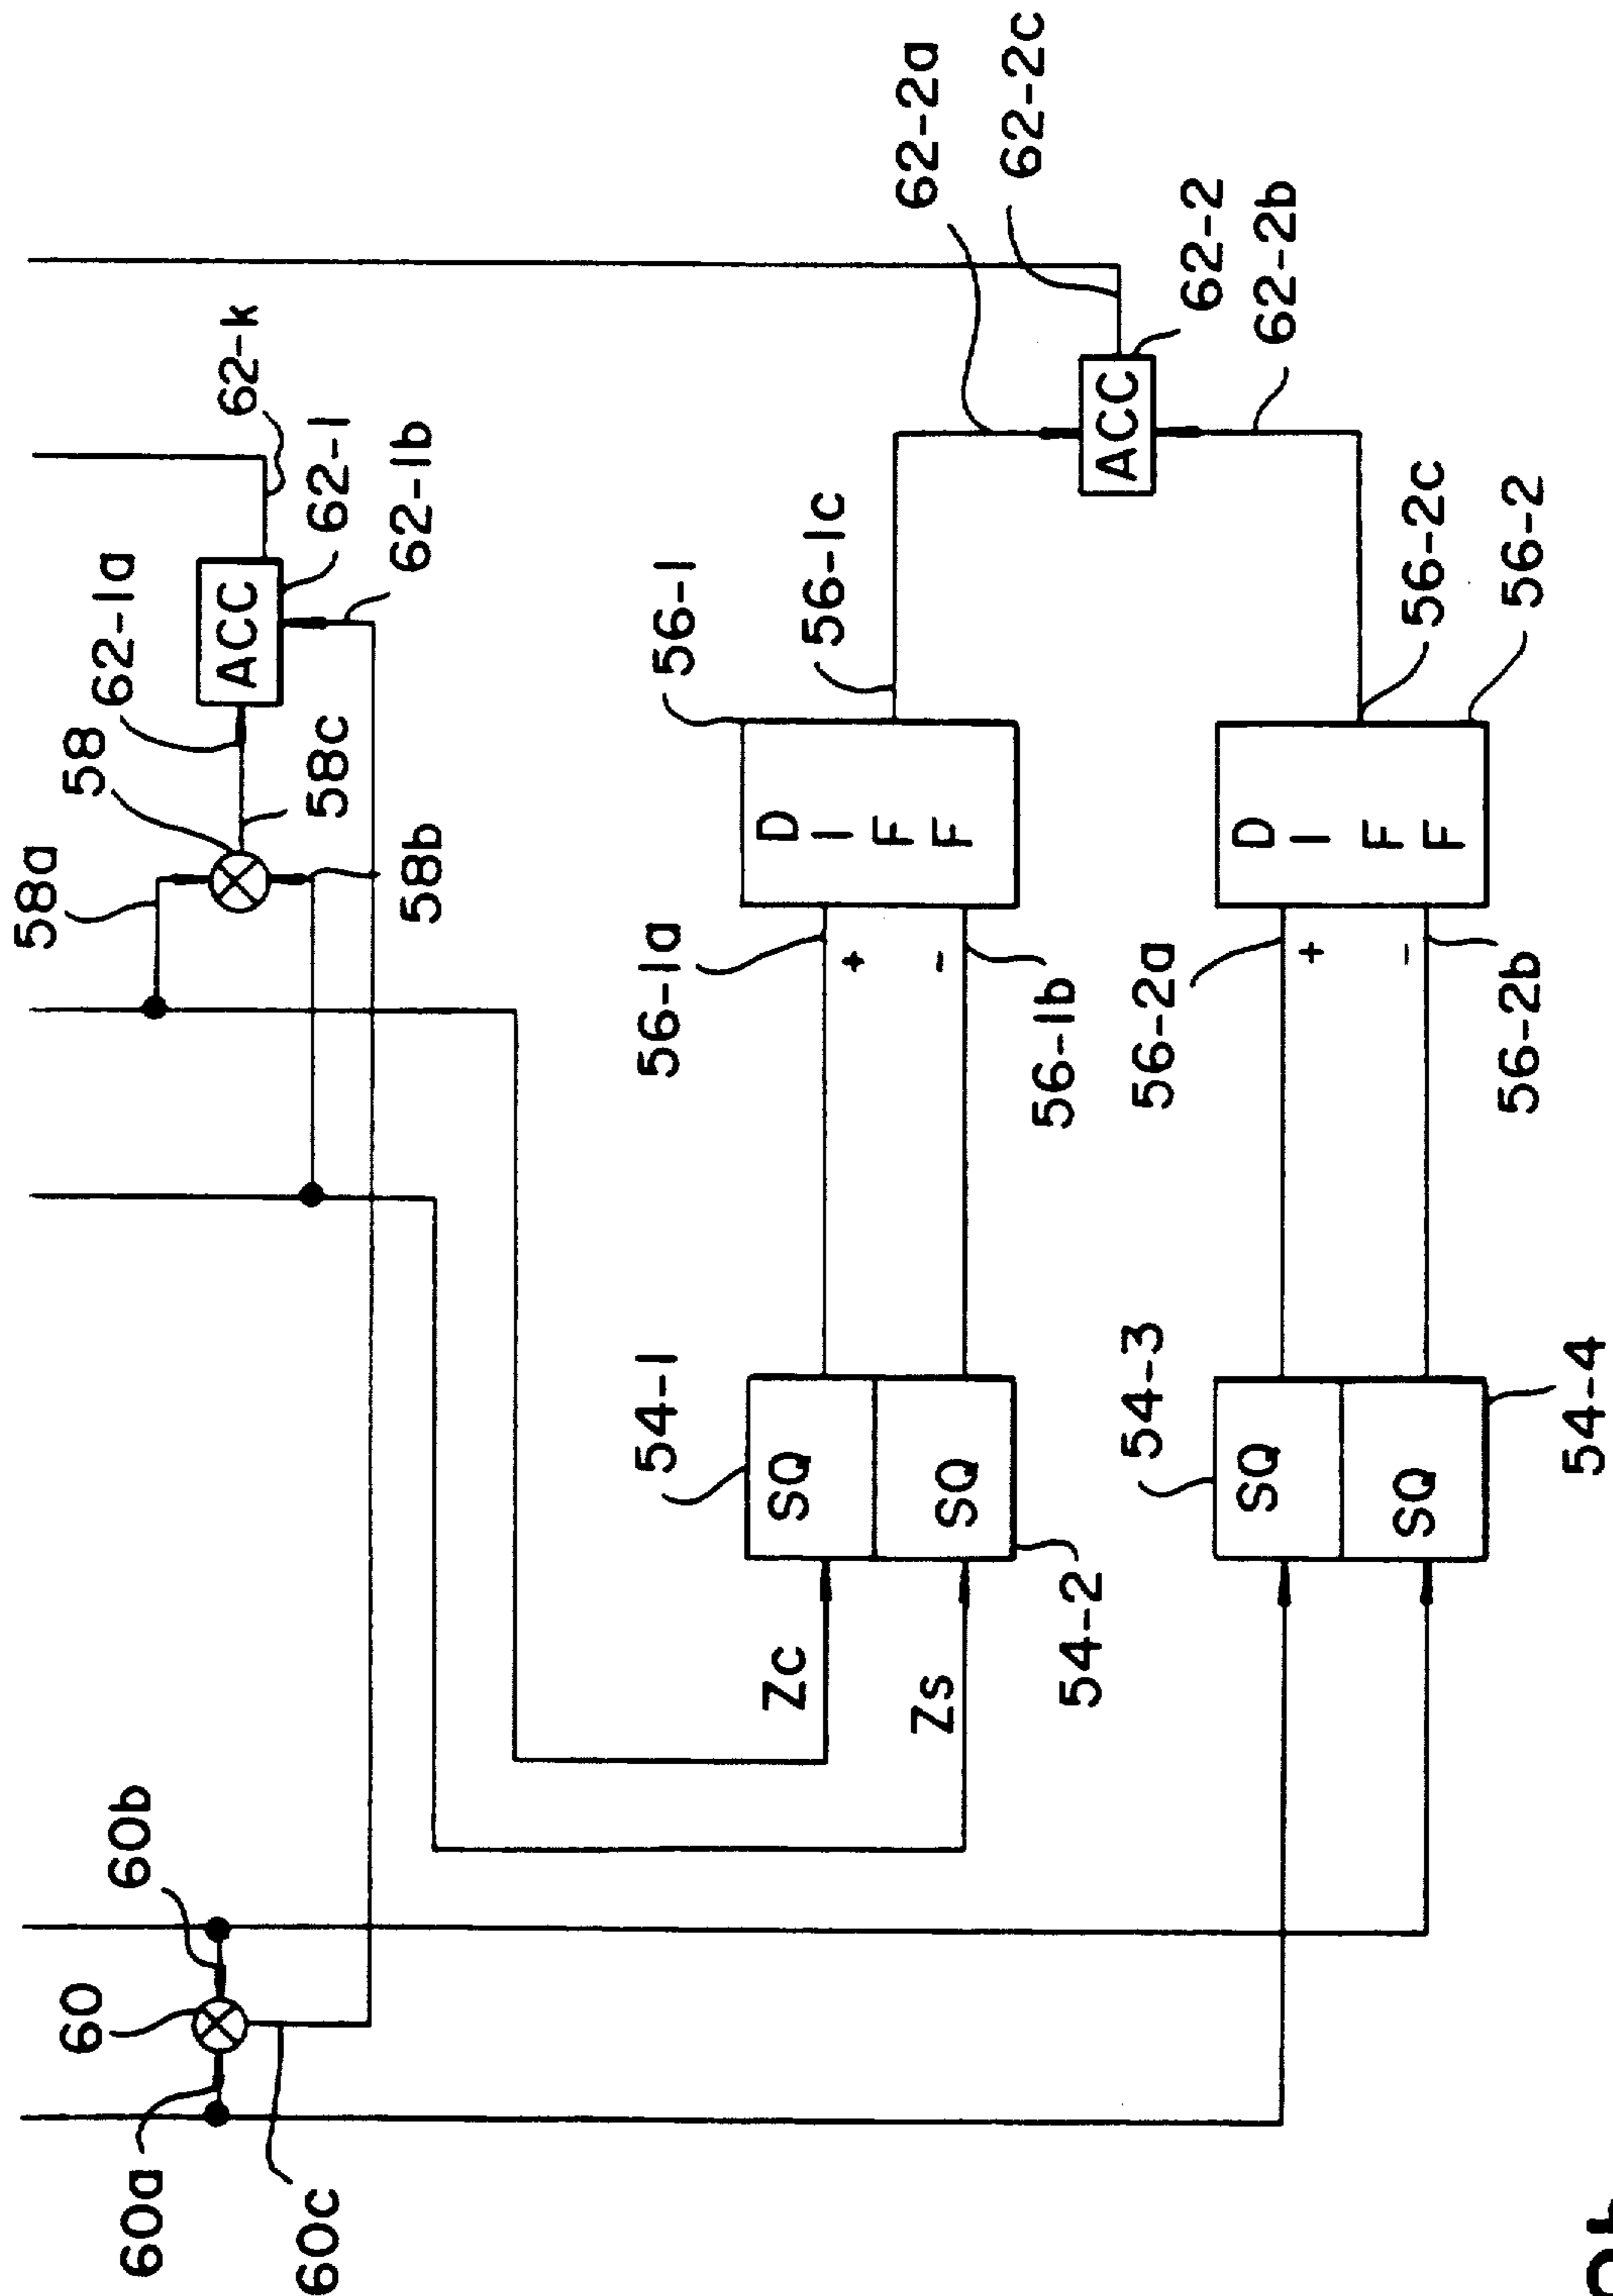 58a
60
58
60b
62-1a
60a
ACC
62-k
60c
58c
62-1
58b
62-1b
54-1
56-1a
56-1
Zc
SQ
+
D
I
F
F
56-1c
Zs
SQ
-
62-2a
54-2
56-1b
62-2c
ACC
54-3
56-2a
62-2
SQ
+
D
I
F
F
62-2b
SQ
-
56-2c
54-4
56-2b
56-2